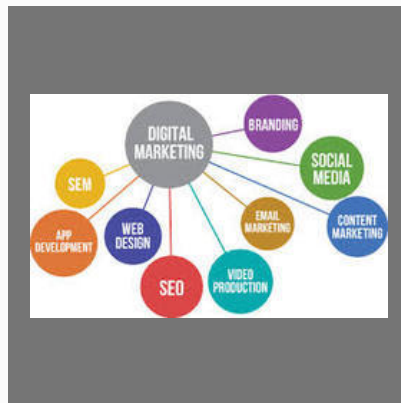 DIGITAL
MARKETING
BRANDING
SOCIAL
MEDIA
CONTENT
MARKETING
EMAIL
MARKETING
VIDEO
PRODUCTION
SEO
WEB
DESIGN
APP
DEVELOPMENT
SEM